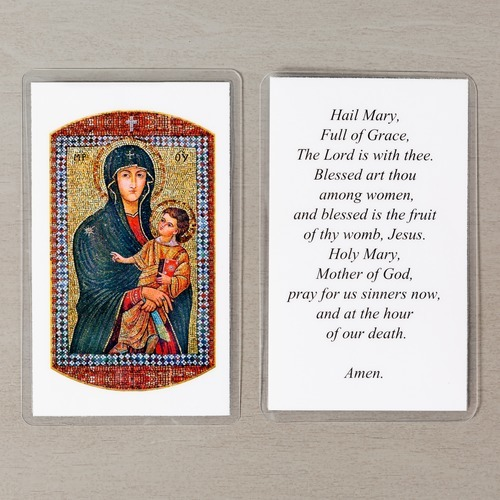 ΜΡ ΘΥ
Hail Mary,
Full of Grace,
The Lord is with thee.
Blessed art thou
among women,
and blessed is the fruit
of thy womb, Jesus.
Holy Mary,
Mother of God,
pray for us sinners now,
and at the hour
of our death.
Amen.